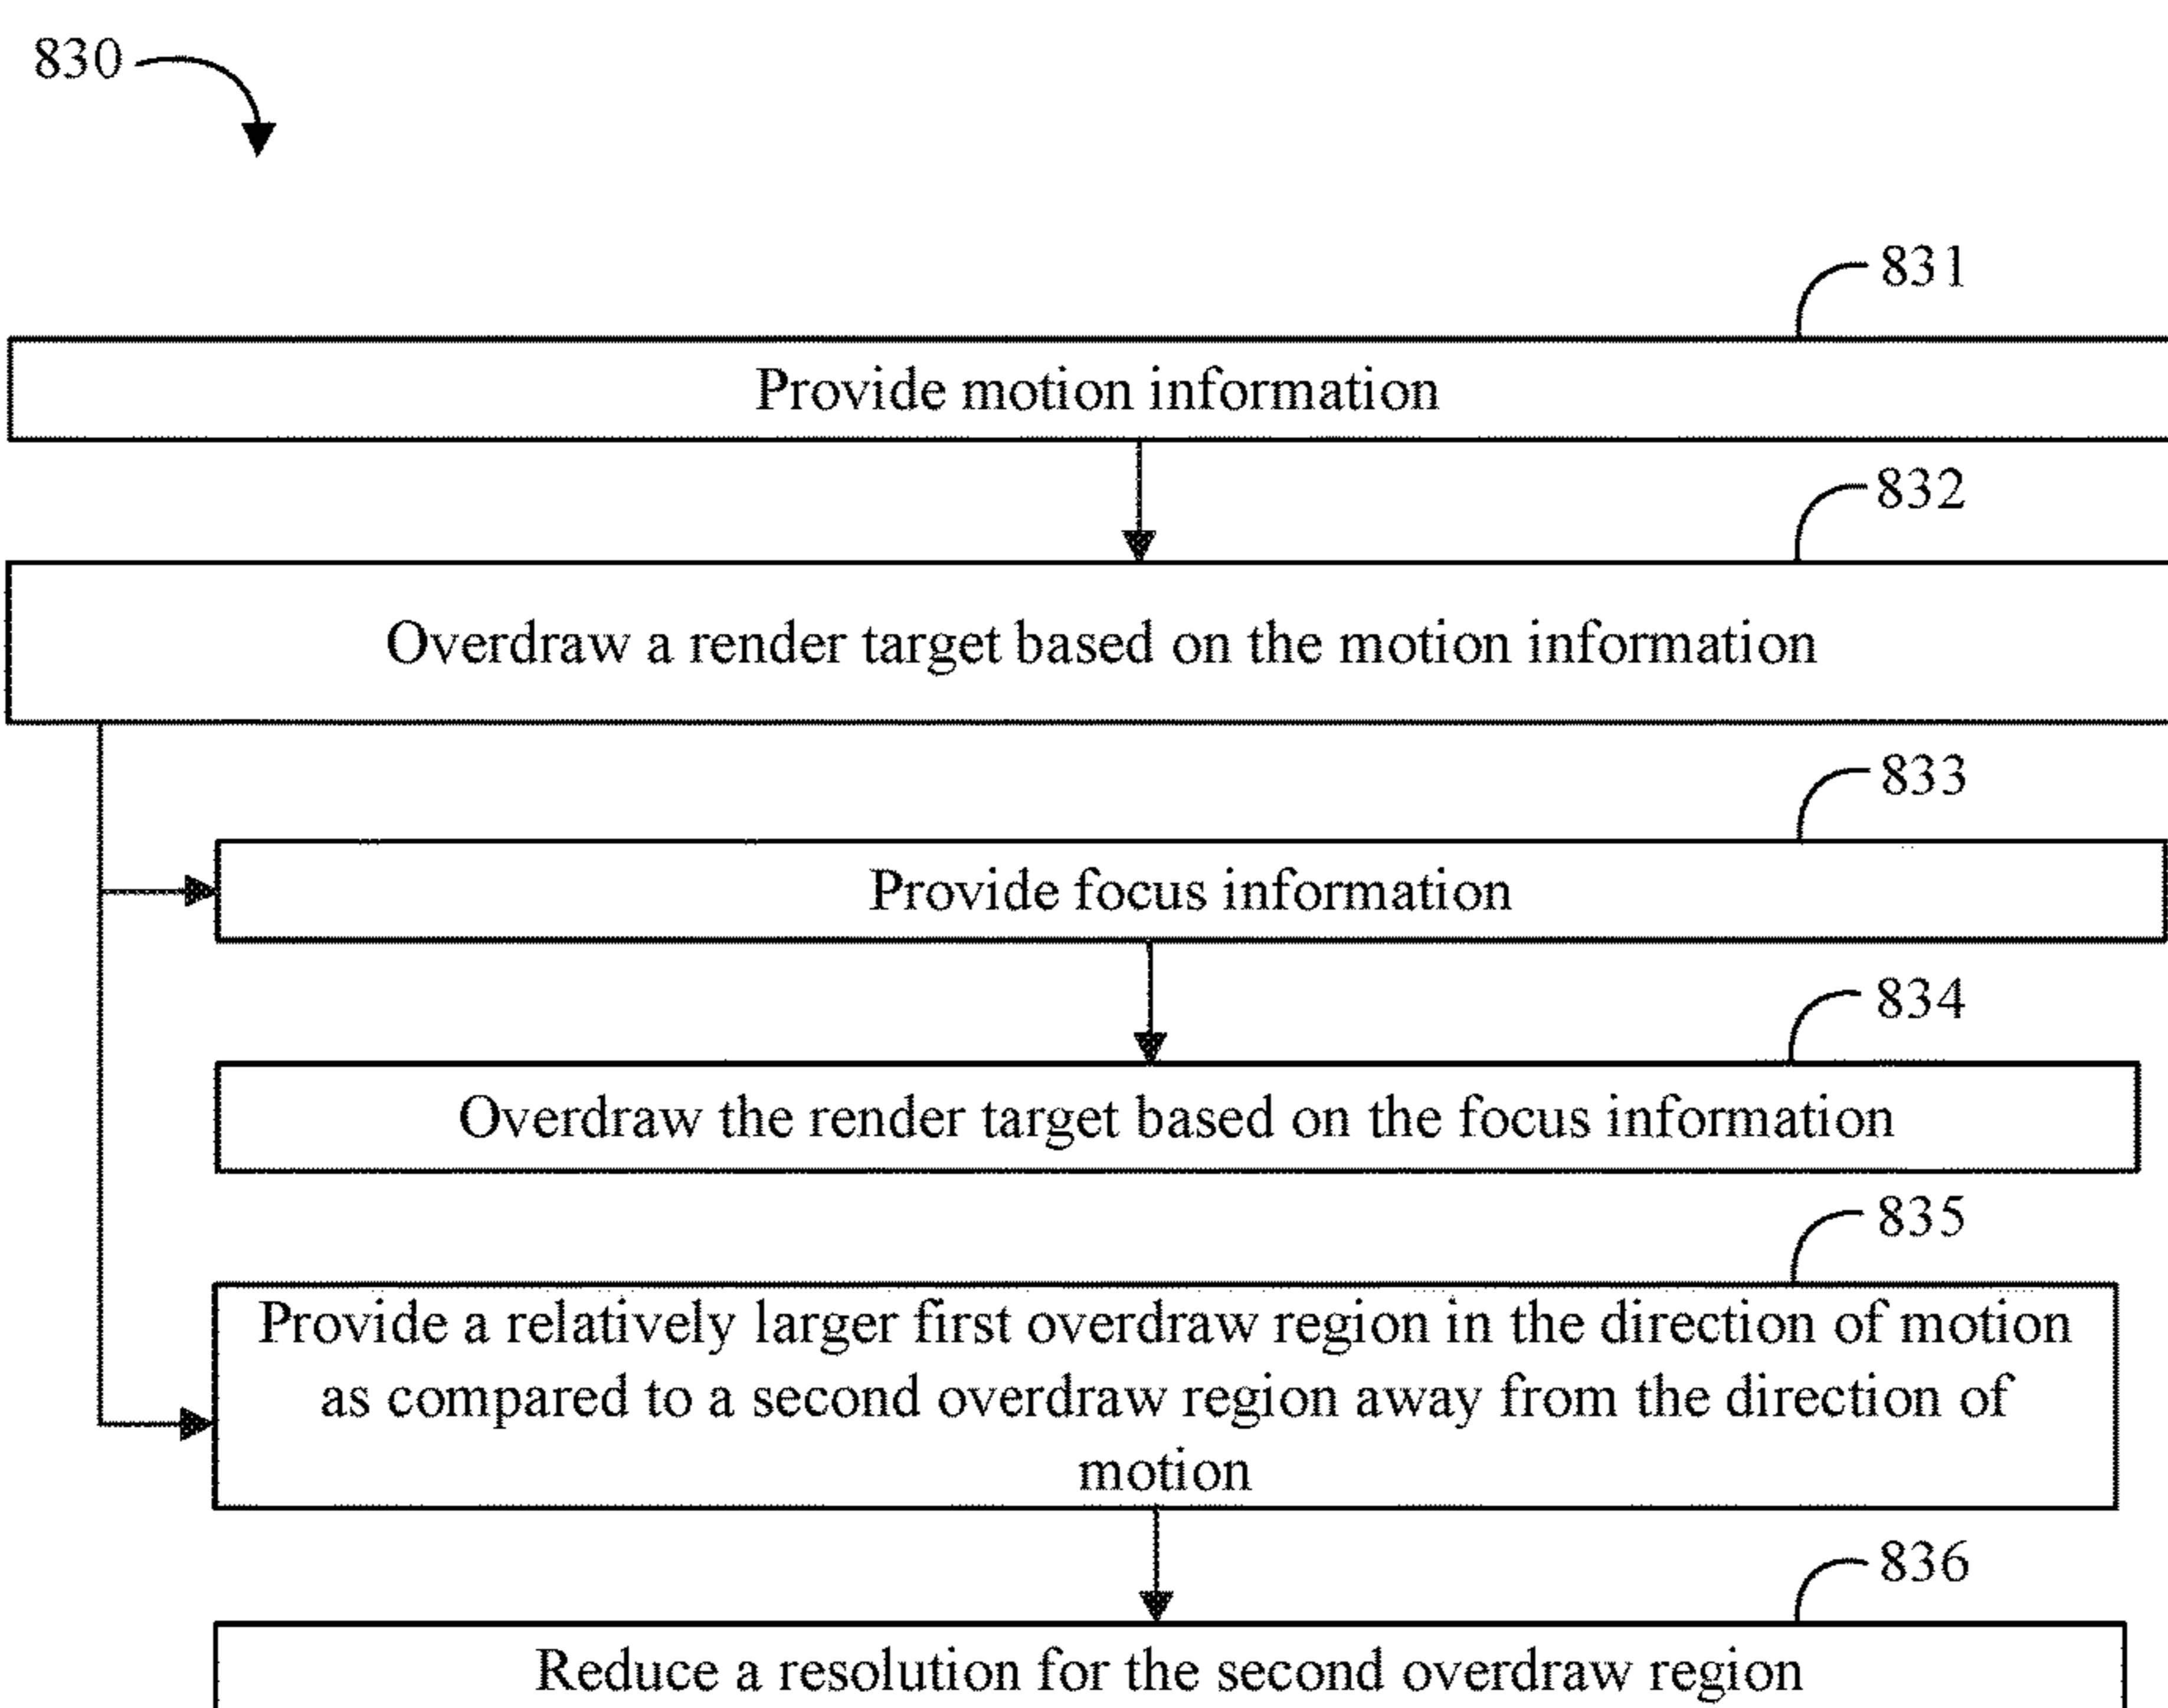 830
831
Provide motion information
832
Overdraw a render target based on the motion information
833
Provide focus information
834
Overdraw the render target based on the focus information
835
Provide a relatively larger first overdraw region in the direction of motion
as compared to a second overdraw region away from the direction of
motion
836
Reduce a resolution for the second overdraw region